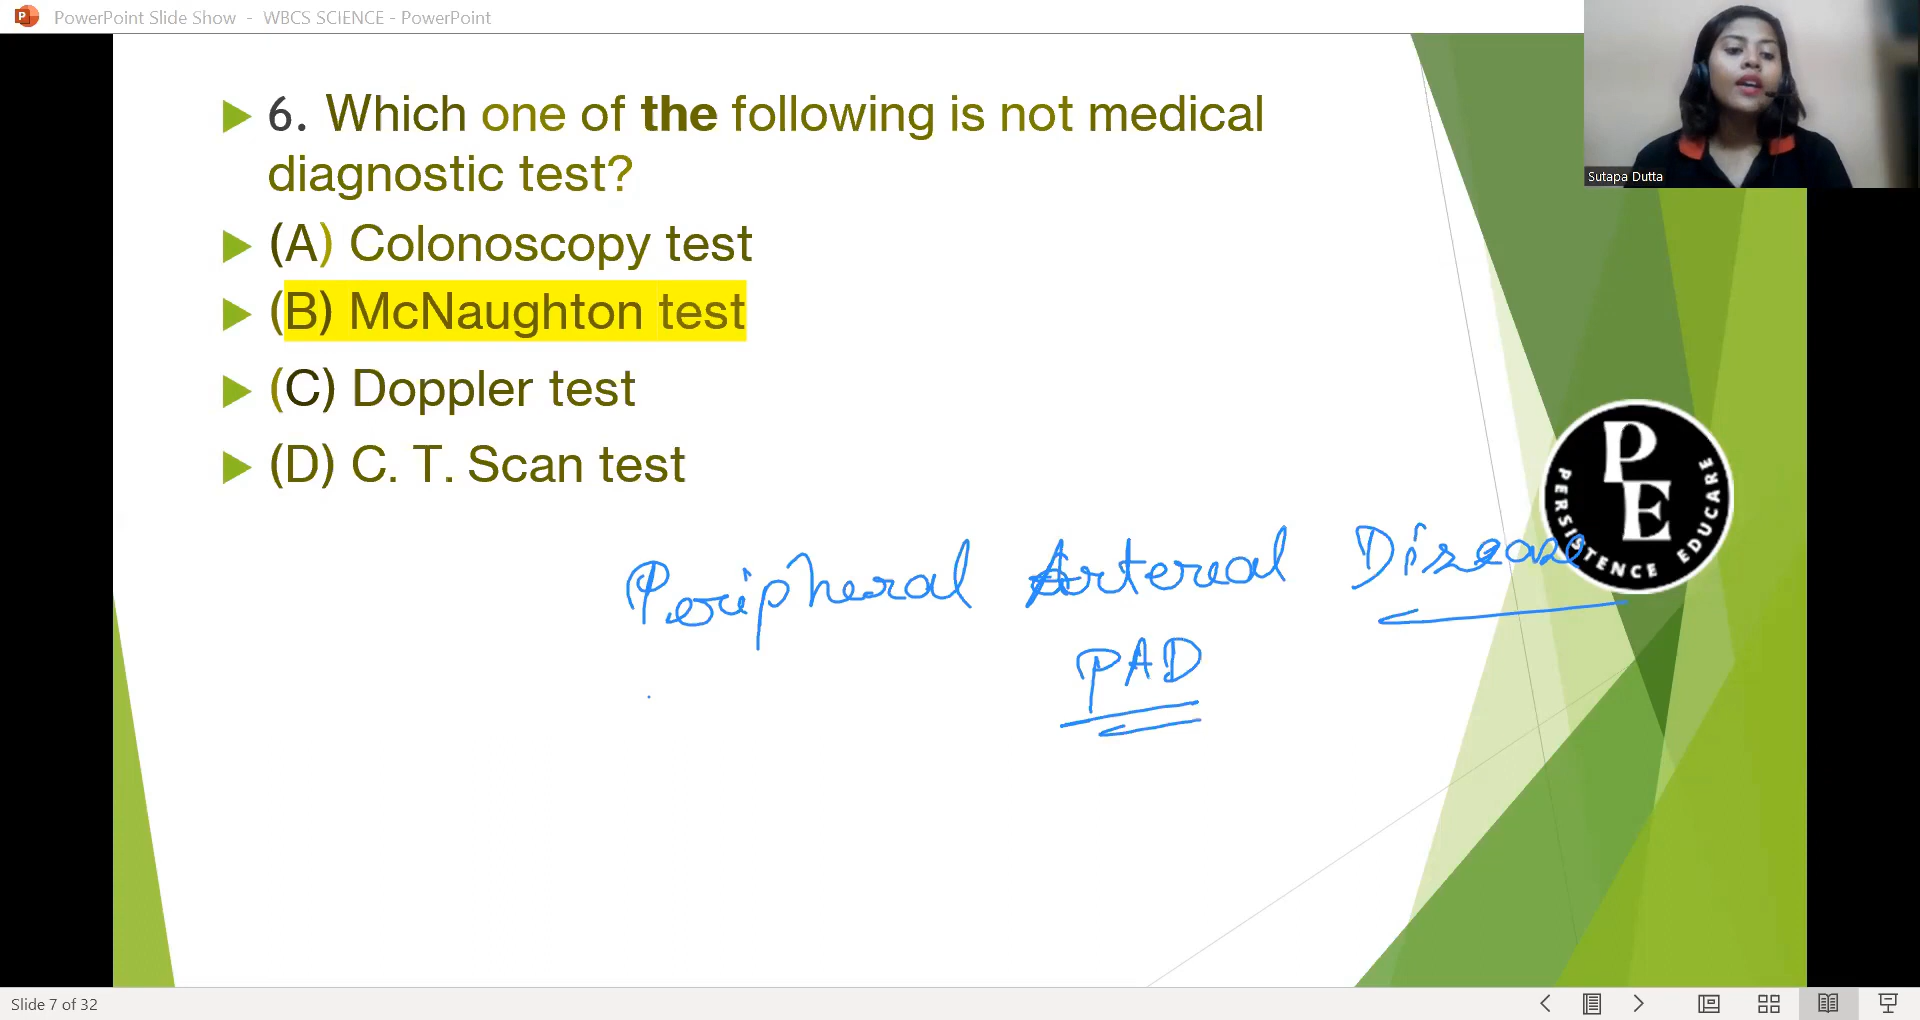 PowerPoint Slide Show - WBCS SCIENCE - PowerPoint
Sutapa Dutta
6. Which one of the following is not medical
diagnostic test?
(A) Colonoscopy test
(B) McNaughton test
(C) Doppler test
(D) C. T. Scan test
PE
PERSISTENCE EDUCARE
Peripheral Arterial Disease
PAD
Slide 7 of 32